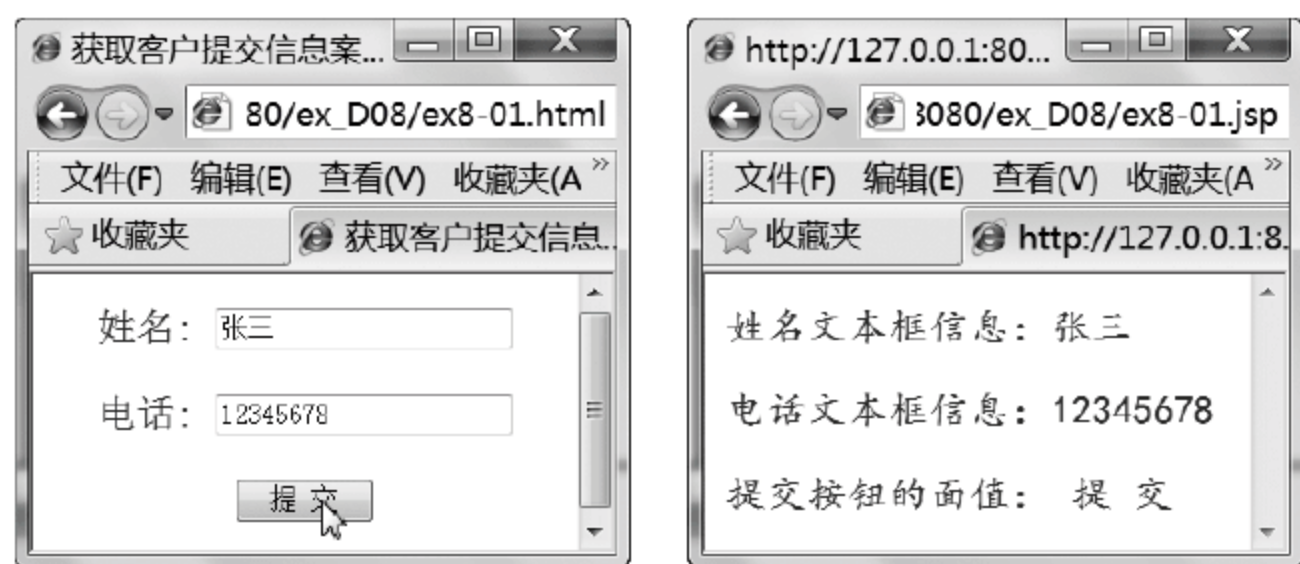 获取客户提交信息案...
80/ex_D08/ex8-01.html
文件(F) 编辑(E) 查看(V) 收藏夹(A »
收藏夹 获取客户提交信息..
姓名: 张三
电话: 12345678
提 交
http://127.0.0.1:80...
8080/ex_D08/ex8-01.jsp
文件(F) 编辑(E) 查看(V) 收藏夹(A »
收藏夹 http://127.0.0.1:8.
姓名文本框信息: 张三
电话文本框信息: 12345678
提交按钮的面值: 提 交